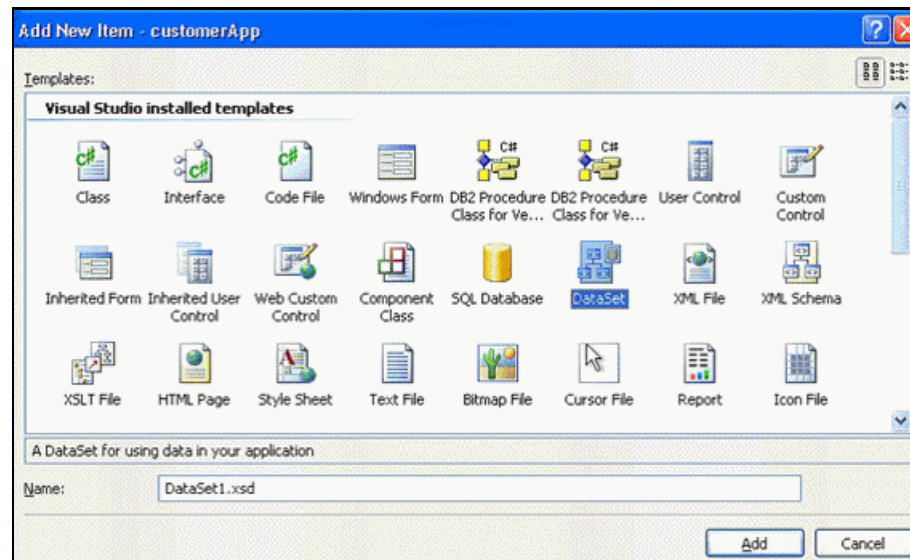 Add New Item - customerApp
Templates:
Visual Studio installed templates
C#
C#
C#
C#
C#
Class
Interface
Code File
Windows Form
DB2 Procedure
Class for Ve...
DB2 Procedure
Class for Ve...
User Control
Custom
Control
Inherited Form
Inherited User
Control
Web Custom
Control
Component
Class
SQL Database
DataSet
XML File
XML Schema
A
XSLT File
HTML Page
Style Sheet
Text File
Bitmap File
Cursor File
Report
Icon File
A DataSet for using data in your application
Name:
DataSet1.xsd
Add
Cancel